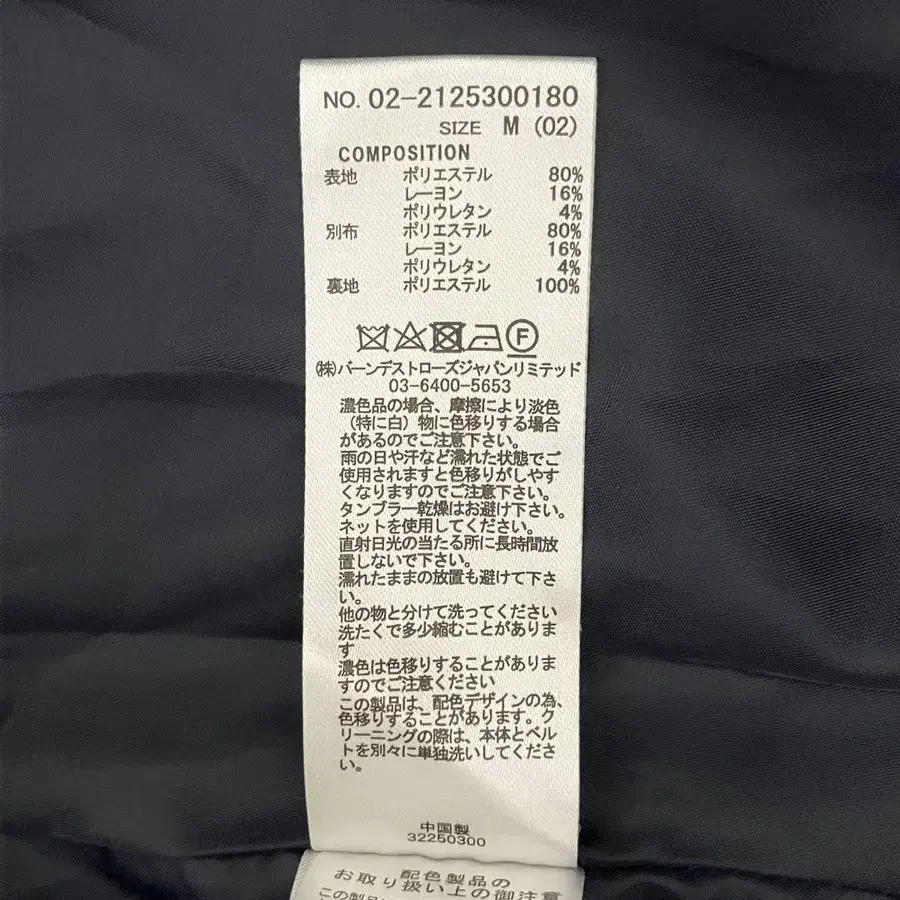 NO. 02-2125300180
SIZE M (02)
COMPOSITION
表地 ポリエステル 80%
レーヨン 16%
ポリウレタン 4%
別布 ポリエステル 80%
レーヨン 16%
ポリウレタン 4%
裏地 ポリエステル 100%
F
(株)バーンデストローズジャパンリミテッド
03-6400-5653
濃色品の場合、摩擦により淡色
(特に白)物に色移りする場合
があるのでご注意下さい。
雨の日や汗など濡れた状態でご
使用されますと色移りがしやす
くなりますのでご注意下さい。
タンブラー乾燥はお避け下さい。
ネットを使用してください。
直射日光の当たる所に長時間放
置しないで下さい。
濡れたままの放置も避けて下さ
い。
他の物と分けて洗ってください
洗たくで多少縮むことがありま
す
濃色は色移りすることがありま
すのでご注意ください
この製品は、配色デザインの為、
色移りすることがあります。ク
リーニングの際は、本体とベル
トを別々に単独洗いしてくださ
い。
中国製
32250300
配色製品の
お取り扱い上の御注意
この製品